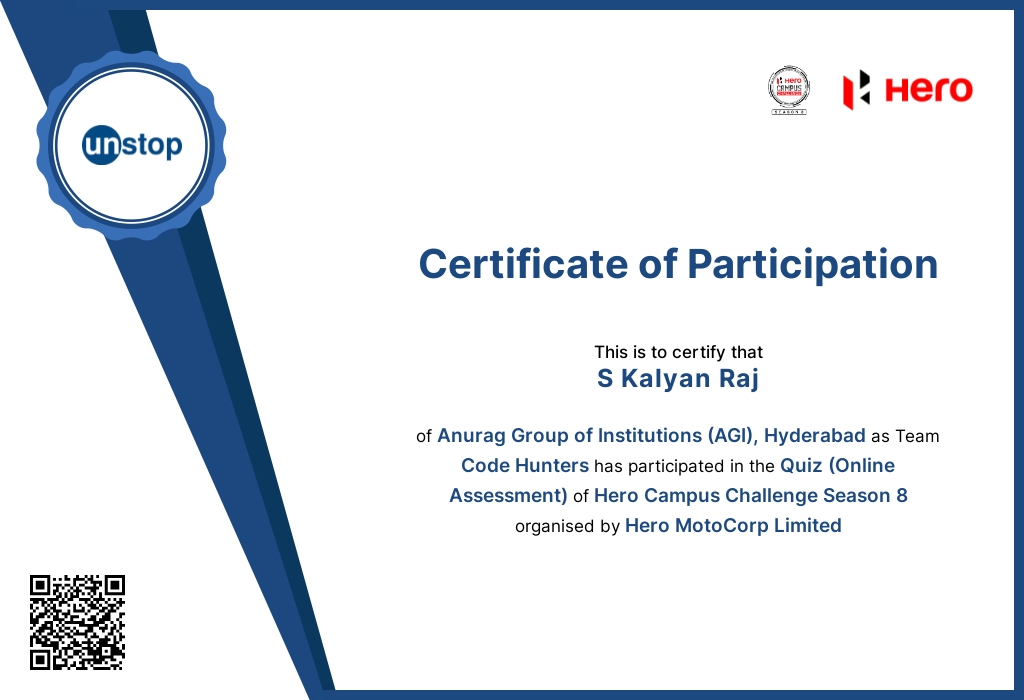 unstop
Hero
CAMPUS
SEASON 8
Hero
Certificate of Participation
This is to certify that
S Kalyan Raj
of Anurag Group of Institutions (AGI), Hyderabad as Team
Code Hunters has participated in the Quiz (Online
Assessment) of Hero Campus Challenge Season 8
organised by Hero MotoCorp Limited